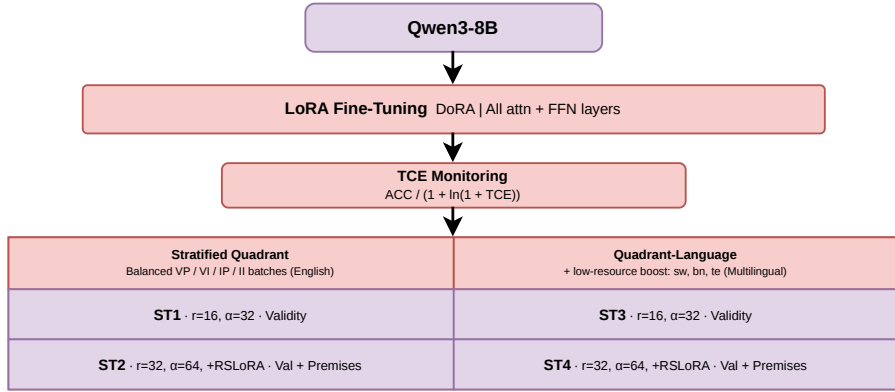 Qwen3-8B
LoRA Fine-Tuning DoRA | All attn + FFN layers
TCE Monitoring
ACC / (1 + ln(1 + TCE))
Stratified Quadrant
Balanced VP / VI / IP / II batches (English)
Quadrant-Language
+ low-resource boost: sw, bn, te (Multilingual)
ST1 · r=16, α=32 · Validity
ST3 · r=16, α=32 · Validity
ST2 · r=32, α=64, +RSLoRA · Val + Premises
ST4 · r=32, α=64, +RSLoRA · Val + Premises